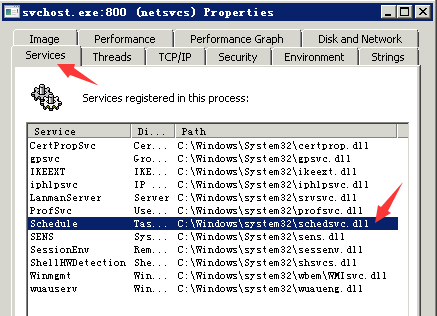 svchost.exe:800 (netsvcs) Properties
Image Performance Performance Graph Disk and Network
Services Threads TCP/IP Security Environment Strings
Services registered in this process:
Service Di... Path
CertPropSvc Cer... C:\Windows\System32\certprop.dll
gpsvc Gro... C:\Windows\System32\gpsvc.dll
IKEEXT IKE... C:\Windows\System32\ikeext.dll
iphlpsvc IP ... C:\Windows\System32\iphlpsvc.dll
LanmanServer Server C:\Windows\System32\srvsvc.dll
ProfSvc Use... C:\Windows\system32\profsvc.dll
Schedule Tas... C:\Windows\system32\schedsvc.dll
SENS Sys... C:\Windows\System32\sens.dll
SessionEnv Rem... C:\Windows\system32\sessenv.dll
ShellHWDetection She... C:\Windows\System32\shsvcs.dll
Winmgmt Win... C:\Windows\system32\wbem\WMIsvc.dll
wuauserv Win... C:\Windows\system32\wuaueng.dll